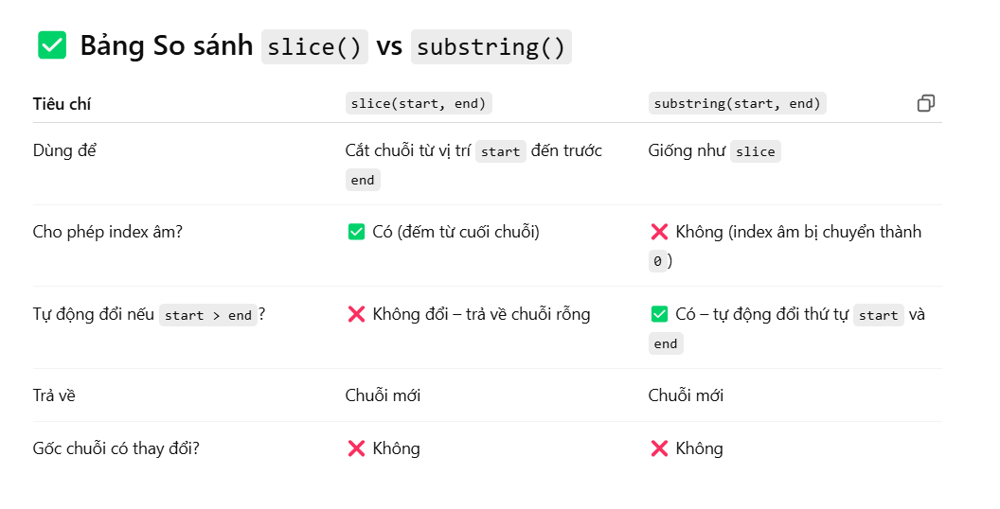 ✅ Bảng So sánh slice() vs substring()
Tiêu chí slice(start, end) substring(start, end)
Dùng để Cắt chuỗi từ vị trí start đến trước Giống như slice
end
Cho phép index âm? ✅ Có (đếm từ cuối chuỗi) ❌ Không (index âm bị chuyển thành
0)
Tự động đổi nếu start > end? ❌ Không đổi – trả về chuỗi rỗng ✅ Có – tự động đổi thứ tự start và
end
Trả về Chuỗi mới Chuỗi mới
Gốc chuỗi có thay đổi? ❌ Không ❌ Không